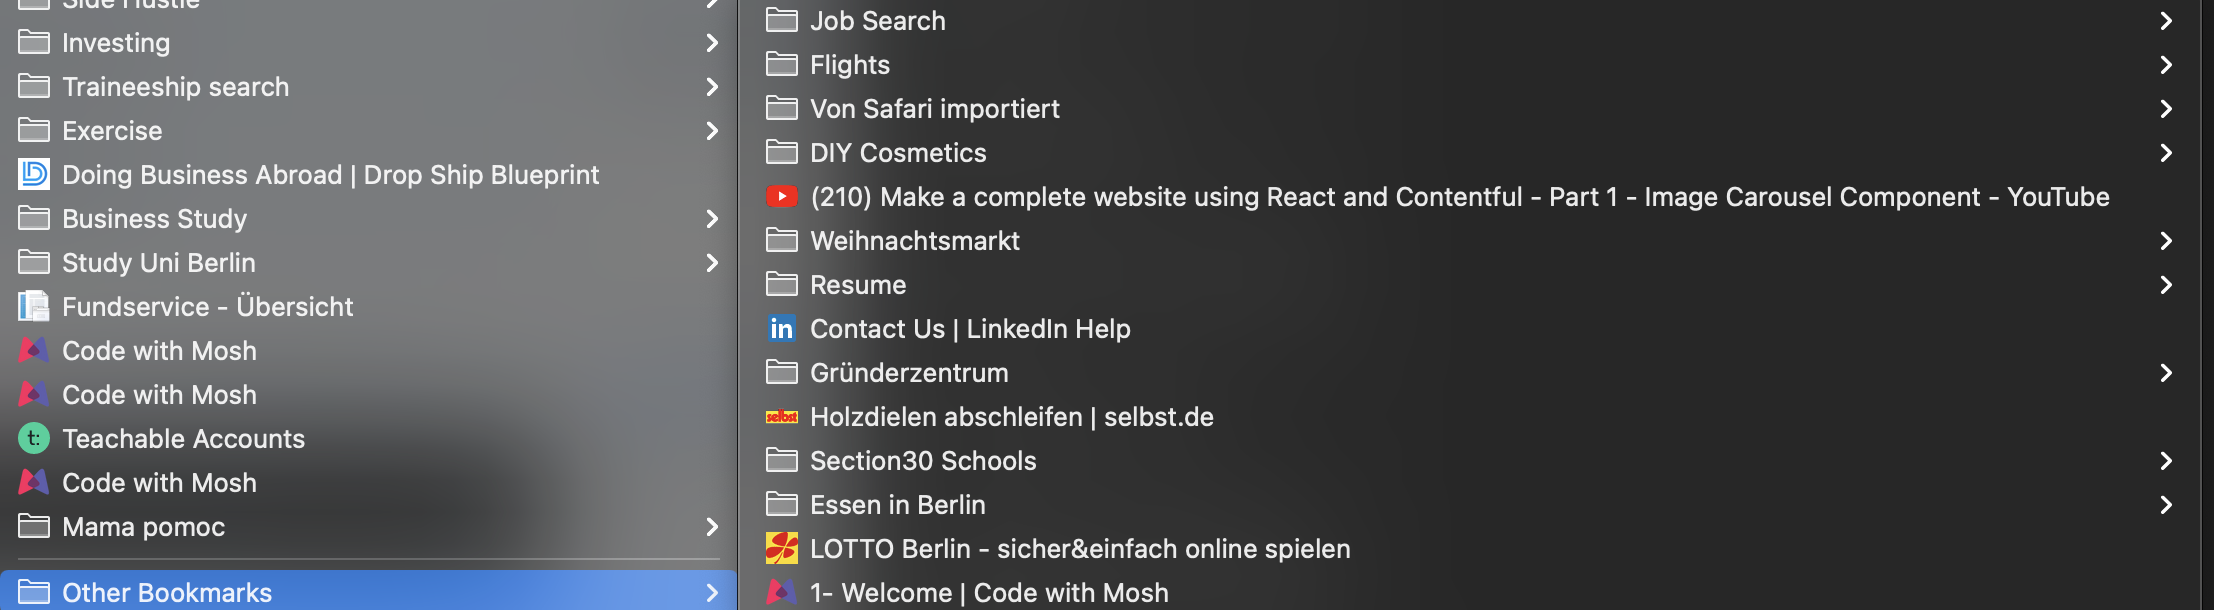 Side Hustle
Investing
Traineeship search
Exercise
Doing Business Abroad | Drop Ship Blueprint
Business Study
Study Uni Berlin
Fundservice - Übersicht
Code with Mosh
Code with Mosh
t:
Teachable Accounts
Code with Mosh
Mama pomoc
Other Bookmarks
Job Search
Flights
Von Safari importiert
DIY Cosmetics
(210) Make a complete website using React and Contentful - Part 1 - Image Carousel Component - YouTube
Weihnachtsmarkt
Resume
in Contact Us | LinkedIn Help
Gründerzentrum
selbst Holzdielen abschleifen | selbst.de
Section30 Schools
Essen in Berlin
LOTTO Berlin - sicher&einfach online spielen
1- Welcome | Code with Mosh